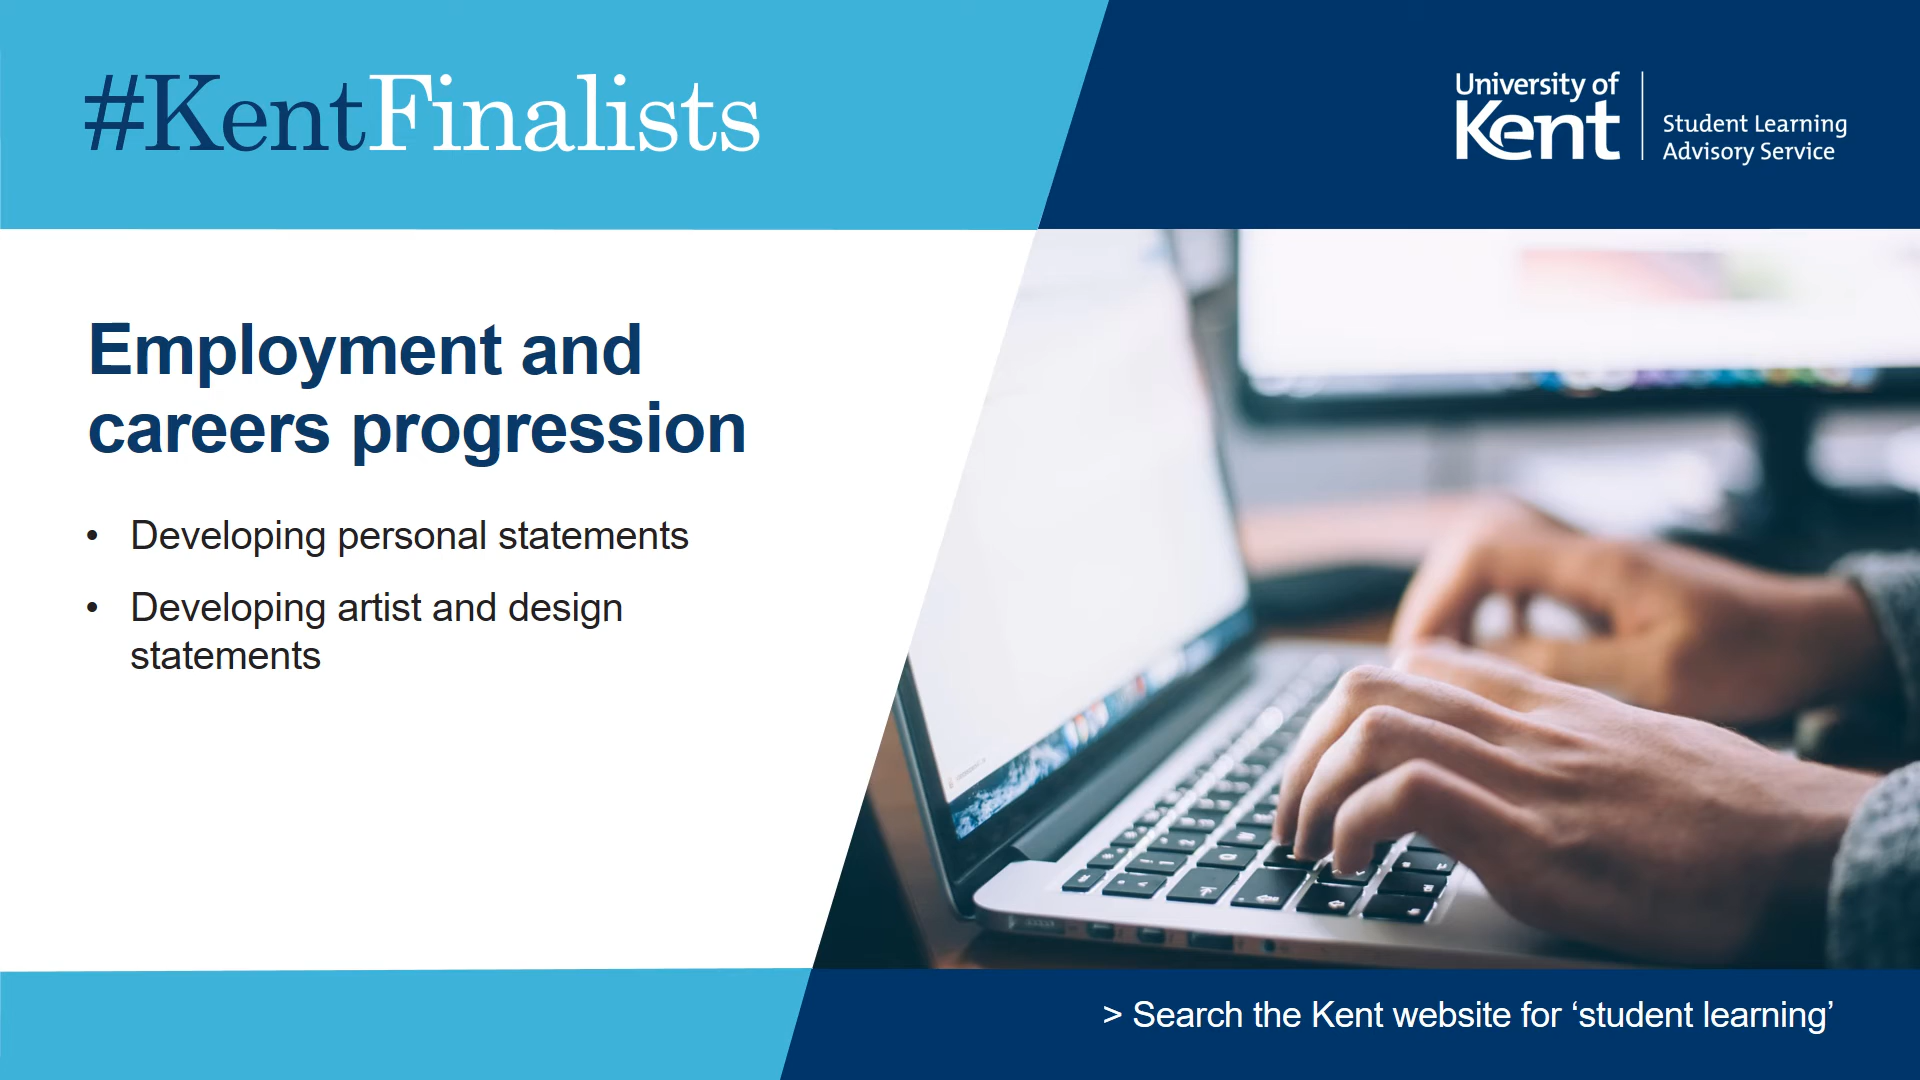 #KentFinalists
University of
Kent
Student Learning
Advisory Service
Employment and
careers progression
• Developing personal statements
• Developing artist and design
statements
> Search the Kent website for ‘student learning’